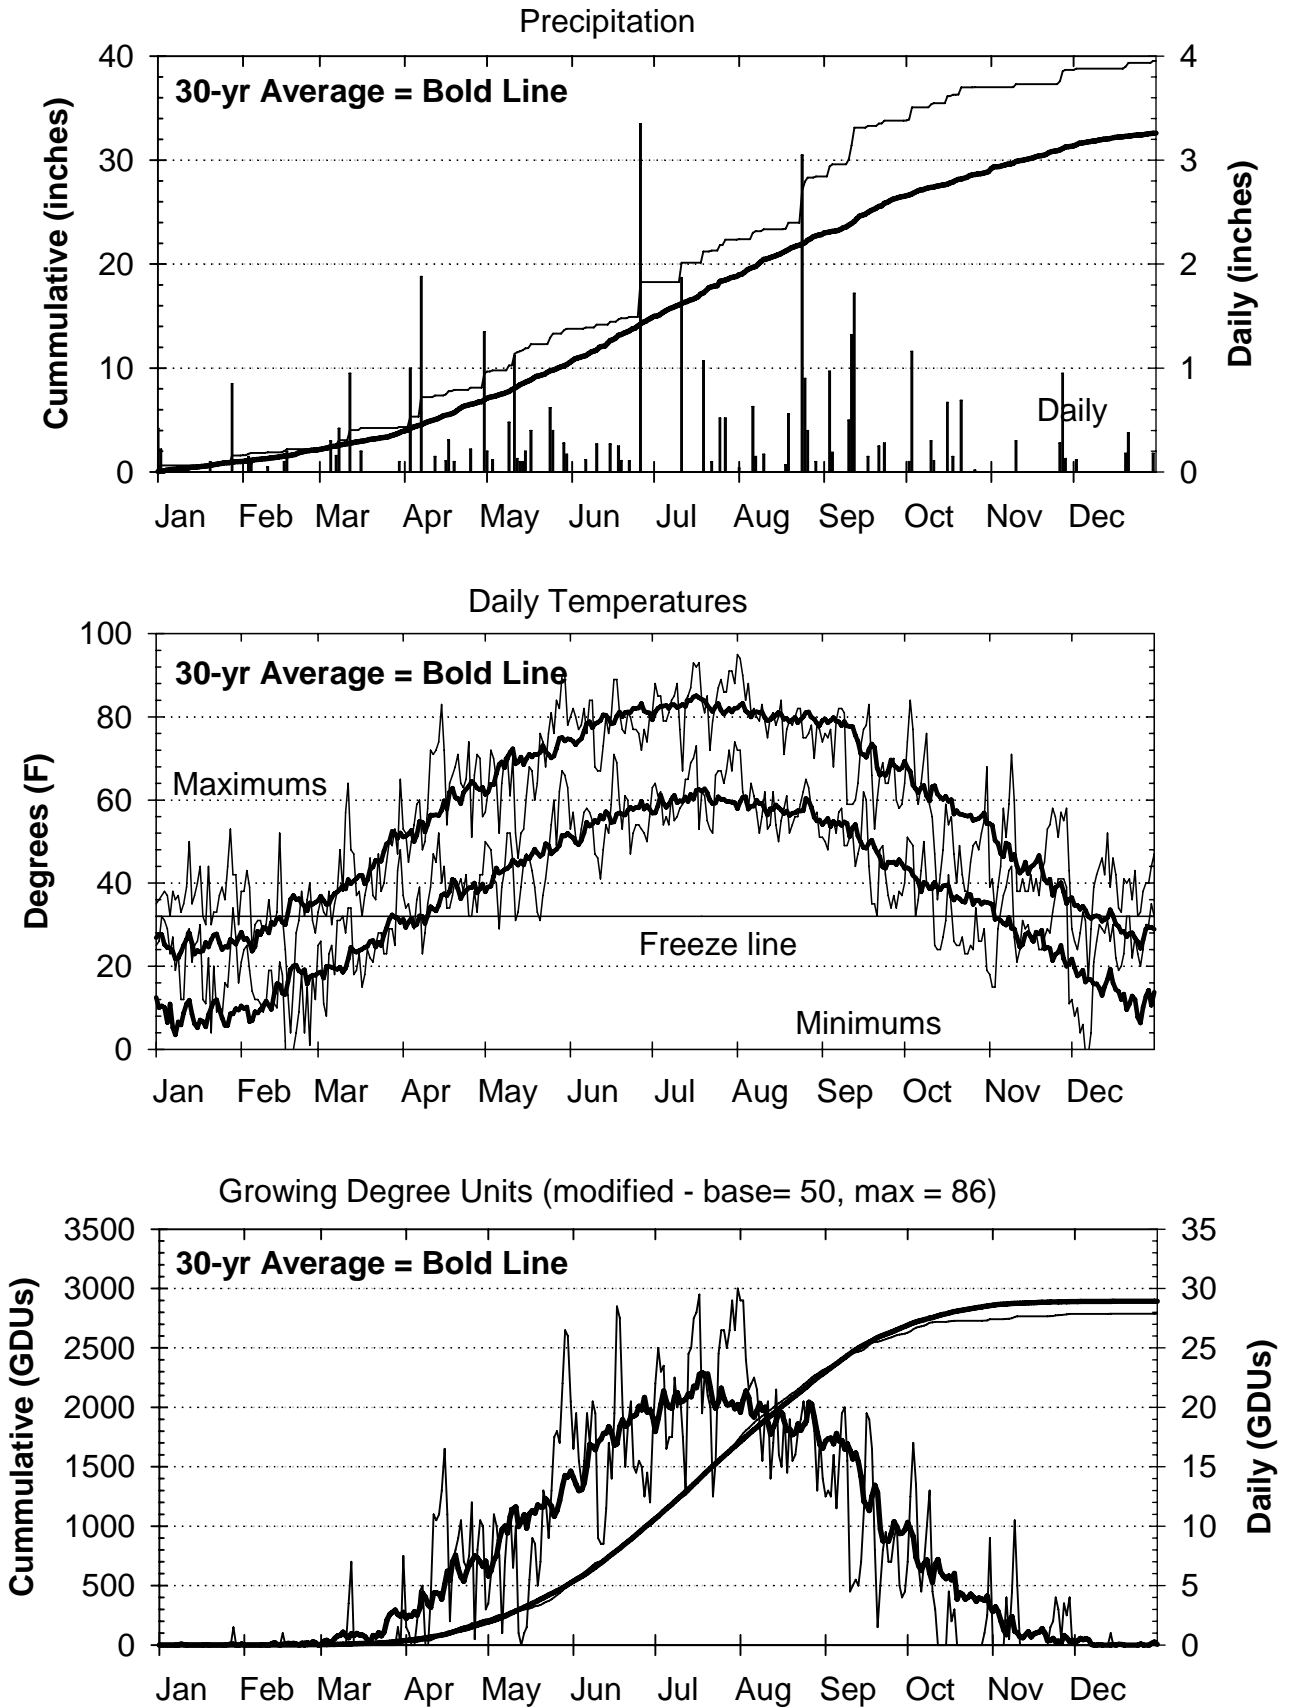 Precipitation
40
4
30-yr Average = Bold Line
Cummulative (inches)
Daily (inches)
30
3
20
2
10
1
Daily
0
0
Jan Feb Mar Apr May Jun Jul Aug Sep Oct Nov Dec
Daily Temperatures
100
30-yr Average = Bold Line
Degrees (F)
80
Maximums
60
40
Freeze line
20
Minimums
0
Jan Feb Mar Apr May Jun Jul Aug Sep Oct Nov Dec
Growing Degree Units (modified - base= 50, max = 86)
3500
35
30-yr Average = Bold Line
Cummulative (GDUs)
Daily (GDUs)
3000
30
2500
25
2000
20
1500
15
1000
10
500
5
0
0
Jan Feb Mar Apr May Jun Jul Aug Sep Oct Nov Dec